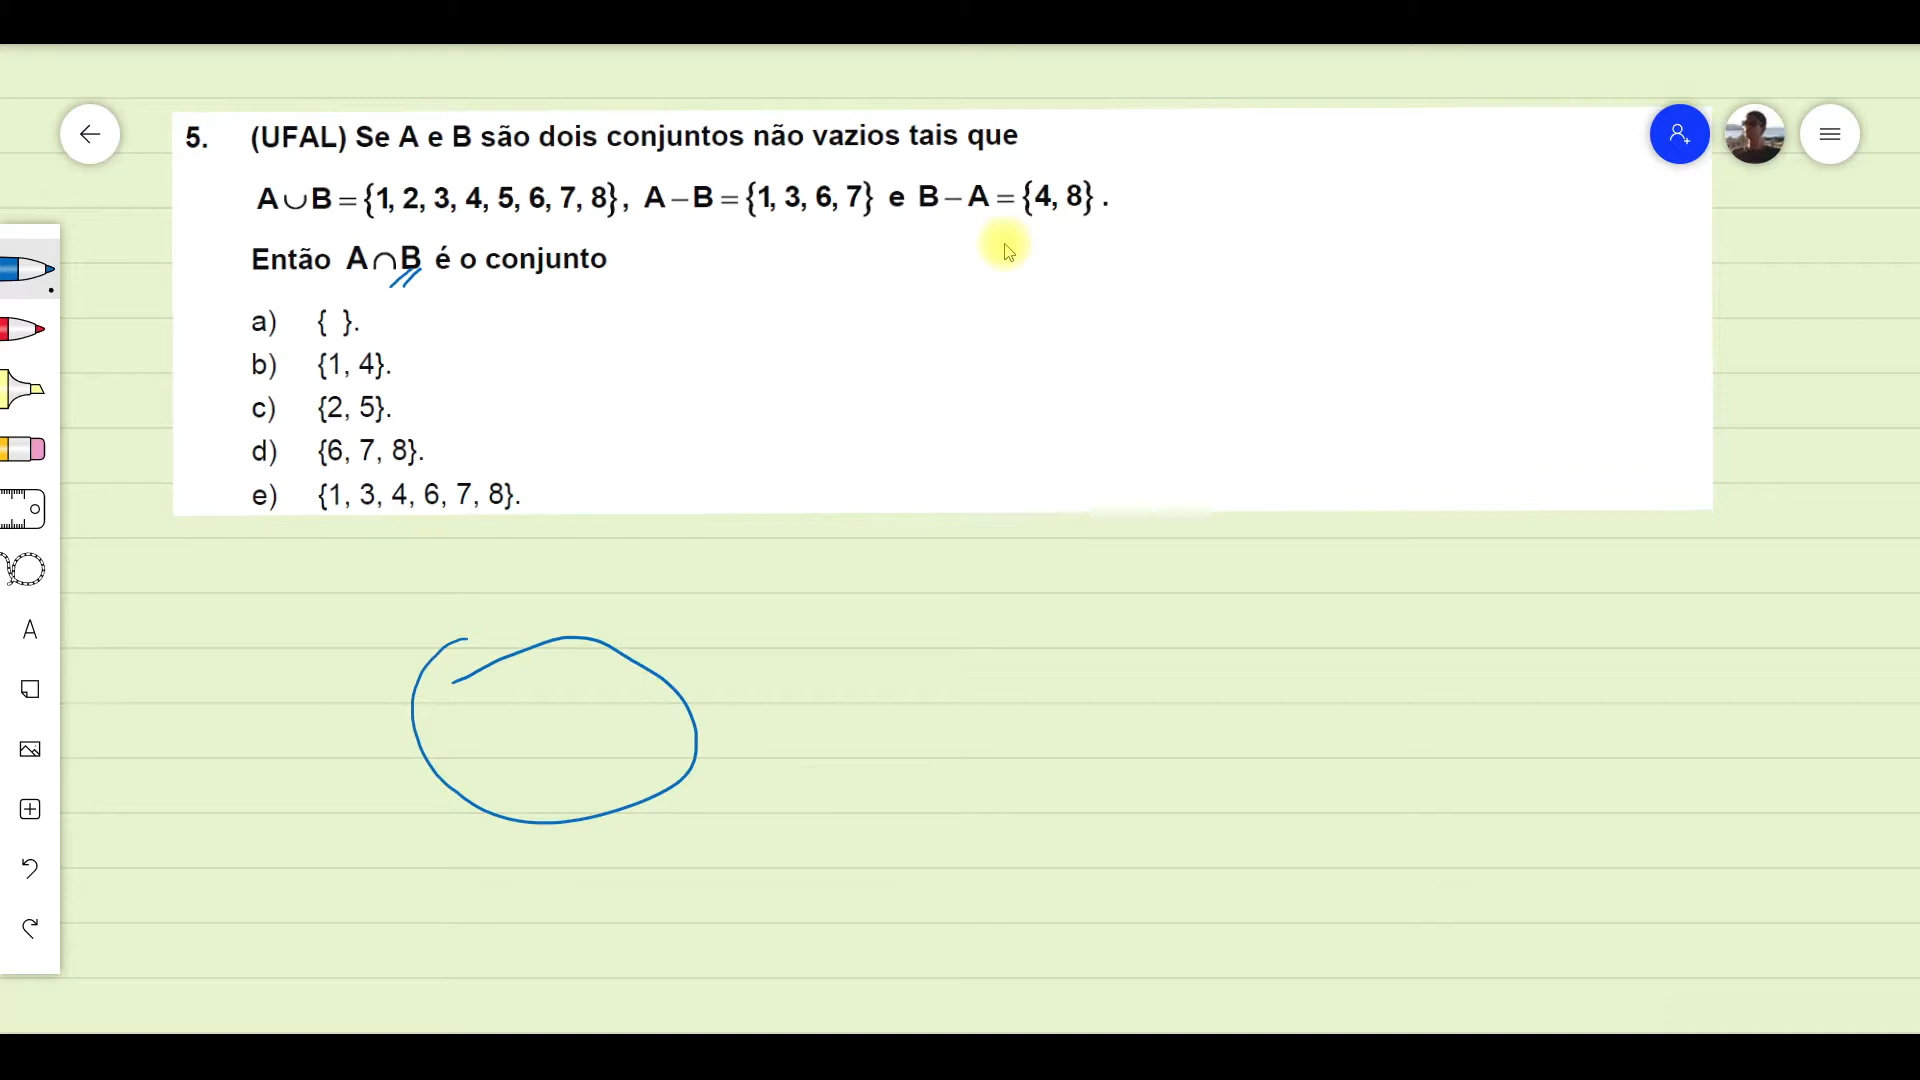 5. (UFAL) Se A e B são dois conjuntos não vazios tais que
A∪B={1, 2, 3, 4, 5, 6, 7, 8}, A−B={1, 3, 6, 7} e B−A={4, 8}.
Então A∩B é o conjunto
a) { }.
b) {1, 4}.
c) {2, 5}.
d) {6, 7, 8}.
e) {1, 3, 4, 6, 7, 8}.